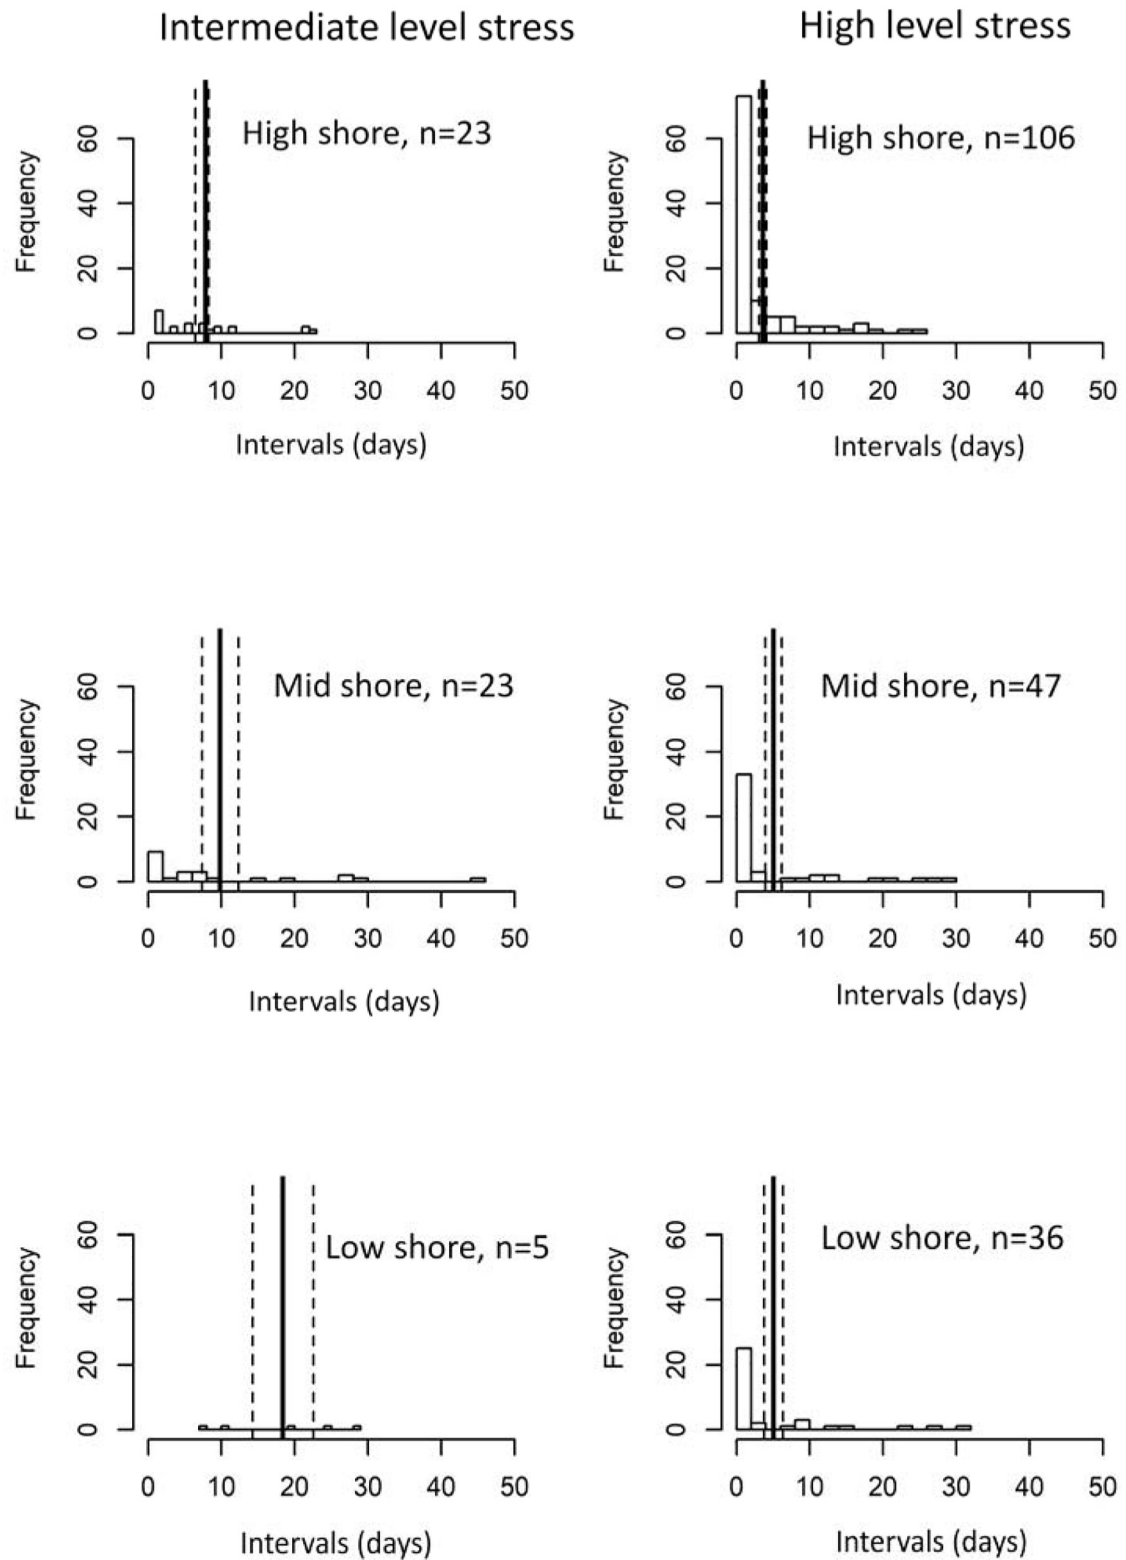 Intermediate level stress
High level stress
High shore, n=23
Frequency
0 20 40 60
0 10 20 30 40 50
Intervals (days)
High shore, n=106
Frequency
0 20 40 60
0 10 20 30 40 50
Intervals (days)
Mid shore, n=23
Frequency
0 20 40 60
0 10 20 30 40 50
Intervals (days)
Mid shore, n=47
Frequency
0 20 40 60
0 10 20 30 40 50
Intervals (days)
Low shore, n=5
Frequency
0 20 40 60
0 10 20 30 40 50
Intervals (days)
Low shore, n=36
Frequency
0 20 40 60
0 10 20 30 40 50
Intervals (days)